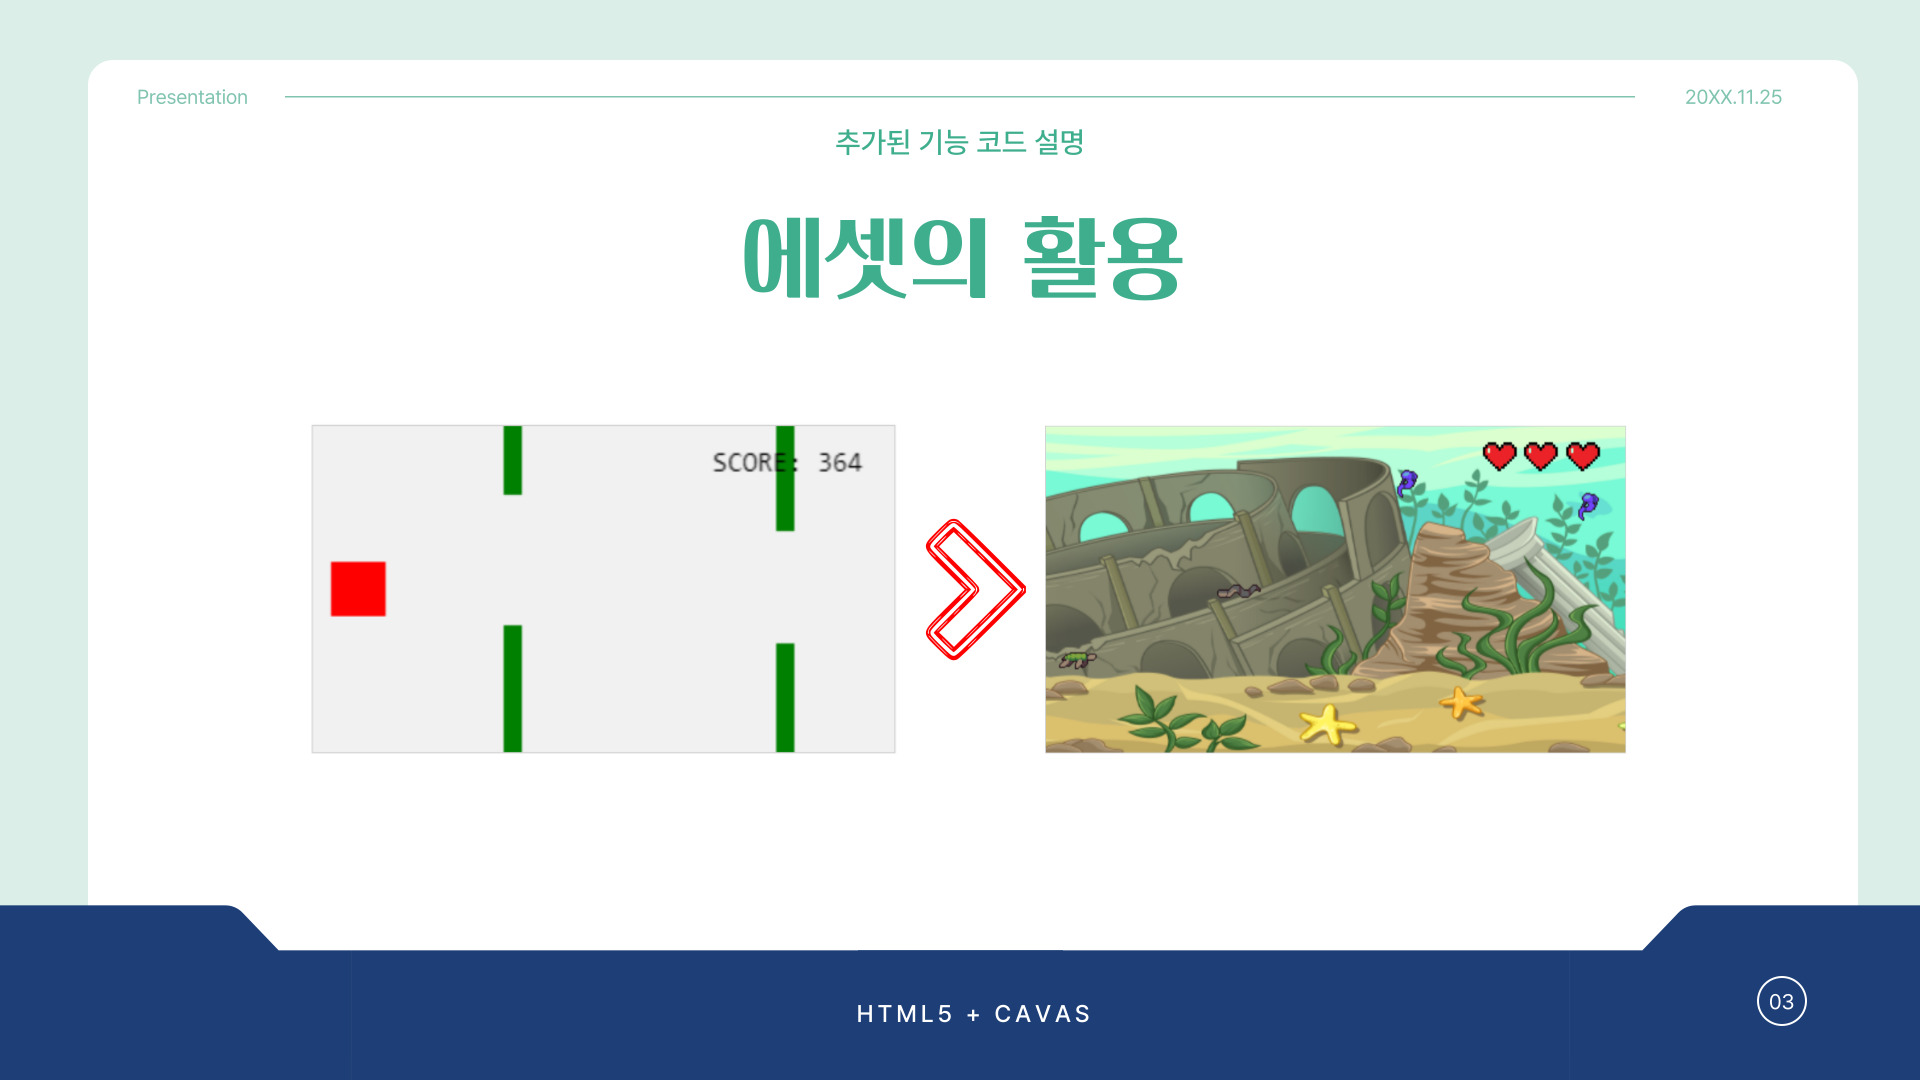 Presentation
20XX.11.25
추가된 기능 코드 설명
에셋의 활용
SCORE: 364
HTML5 + CAVAS
03